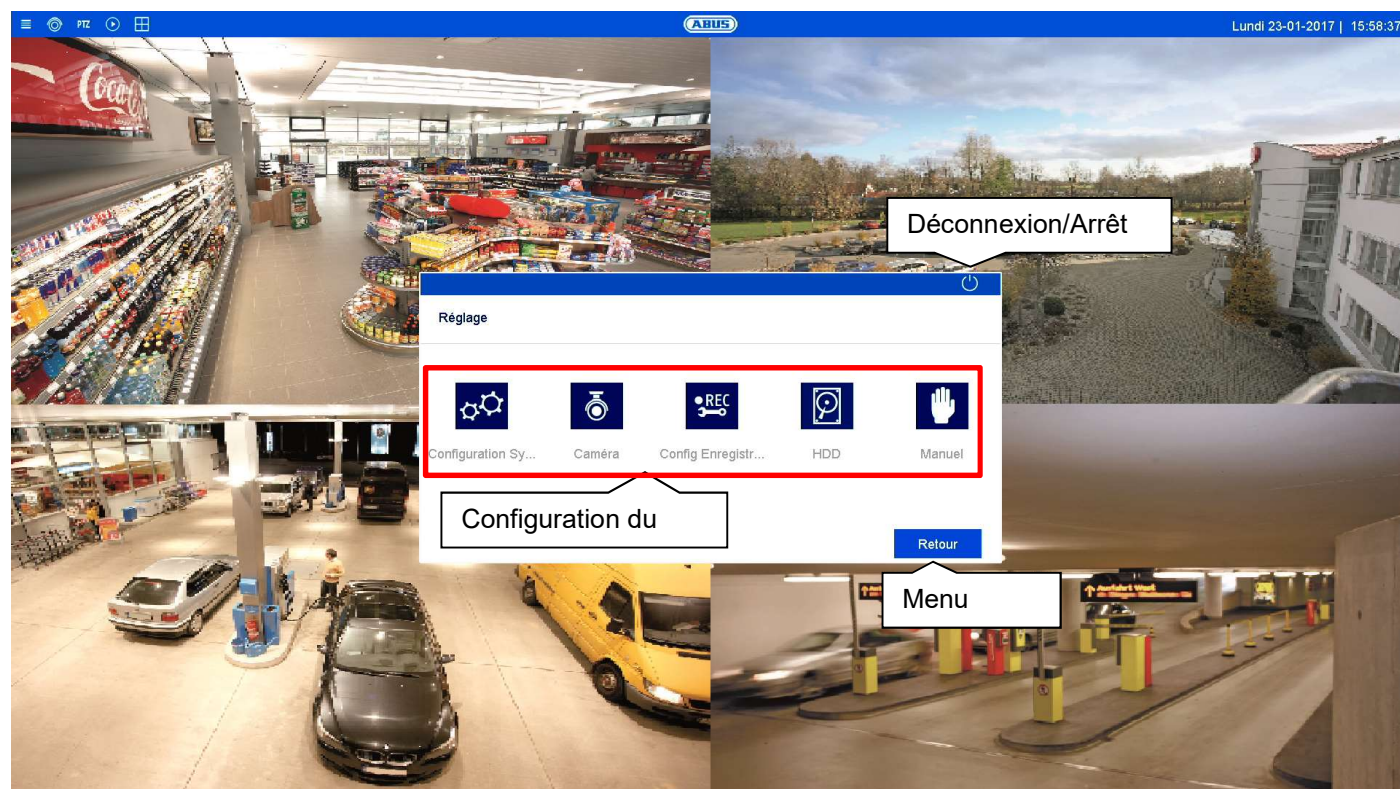 PTZ
ABUS
Lundi 23-01-2017 | 15:58:37
Coca-Cola
Déconnexion/Arrêt
Réglage
REC
Configuration Sy...
Caméra
Config Enregistr...
HDD
Manuel
Configuration du
Retour
Menu